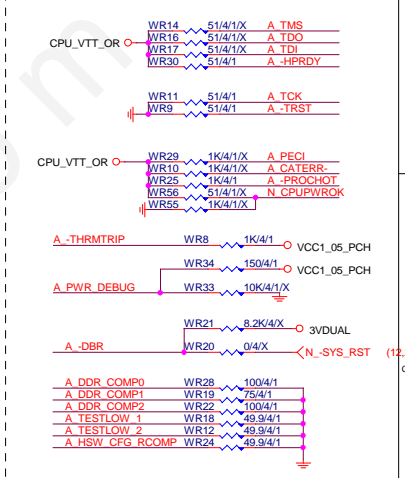 WR14 51/4/1/X A_TMS
CPU_VTT_OR WR16 51/4/1/X A_TDO
WR17 51/4/1/X A_TDI
WR30 51/4/1 A_-HPRDY
WR11 51/4/1 A_TCK
WR9 51/4/1 A_-TRST
CPU_VTT_OR WR29 1K/4/1/X A_PECI
WR10 1K/4/1/X A_CATERR-
WR25 1K/4/1 A_-PROCHOT
WR56 51/4/1/X N_CPUPWROK
WR55 1K/4/1/X
A_-THRMTRIP WR8 1K/4/1 VCC1_05_PCH
WR34 150/4/1 VCC1_05_PCH
A_PWR_DEBUG WR33 10K/4/1/X
WR21 8.2K/4/X 3VDUAL
A_-DBR WR20 0/4/X N_-SYS_RST (12,
A_DDR_COMP0 WR28 100/4/1
A_DDR_COMP1 WR19 75/4/1
A_DDR_COMP2 WR22 100/4/1
A_TESTLOW_1 WR18 49.9/4/1
A_TESTLOW_2 WR12 49.9/4/1
A_HSW_CFG_RCOMP WR24 49.9/4/1